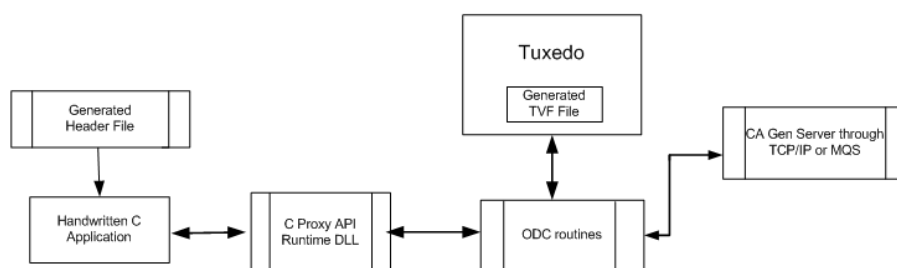 Tuxedo
Generated
TVF File
Generated
Header File
CA Gen Server through
TCP/IP or MQS
Handwritten C
Application
C Proxy API
Runtime DLL
ODC routines